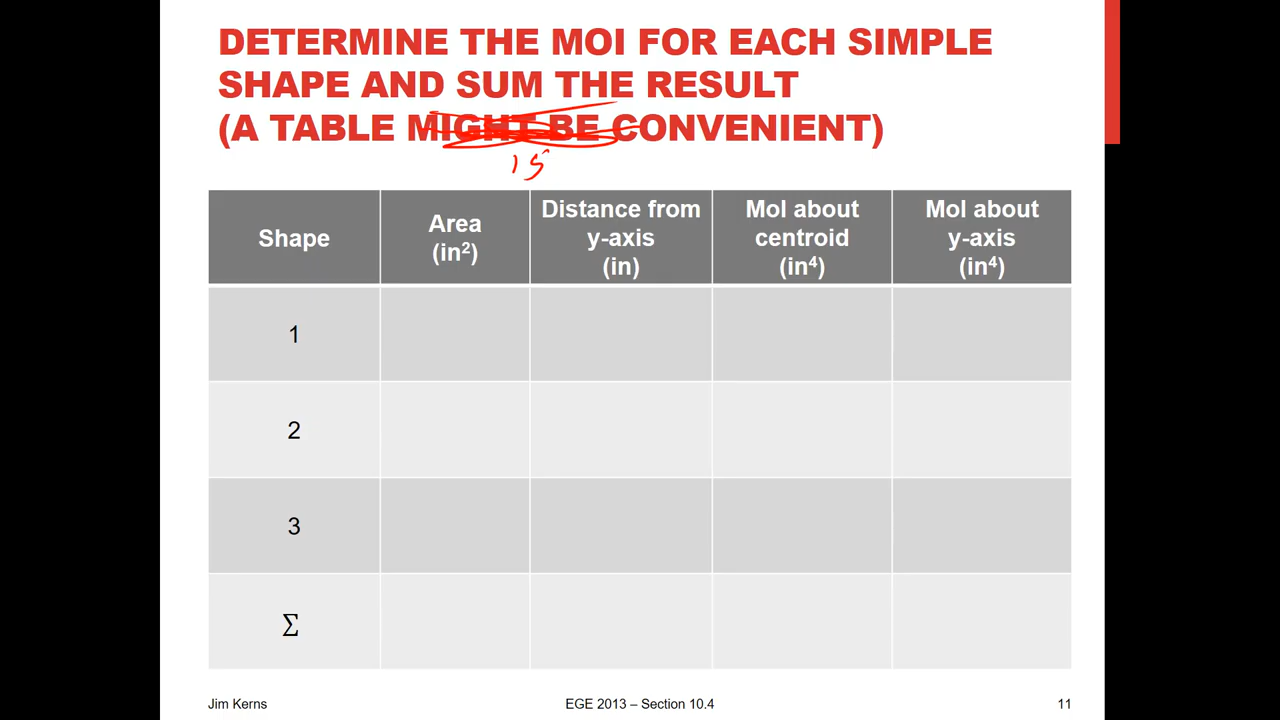 DETERMINE THE MOI FOR EACH SIMPLE
SHAPE AND SUM THE RESULT
(A TABLE MIGHT BE CONVENIENT)
is
Shape
Area
(in²)
Distance from
y-axis
(in)
MoI about
centroid
(in⁴)
MoI about
y-axis
(in⁴)
1
2
3
Σ
Jim Kerns
EGE 2013 – Section 10.4
11